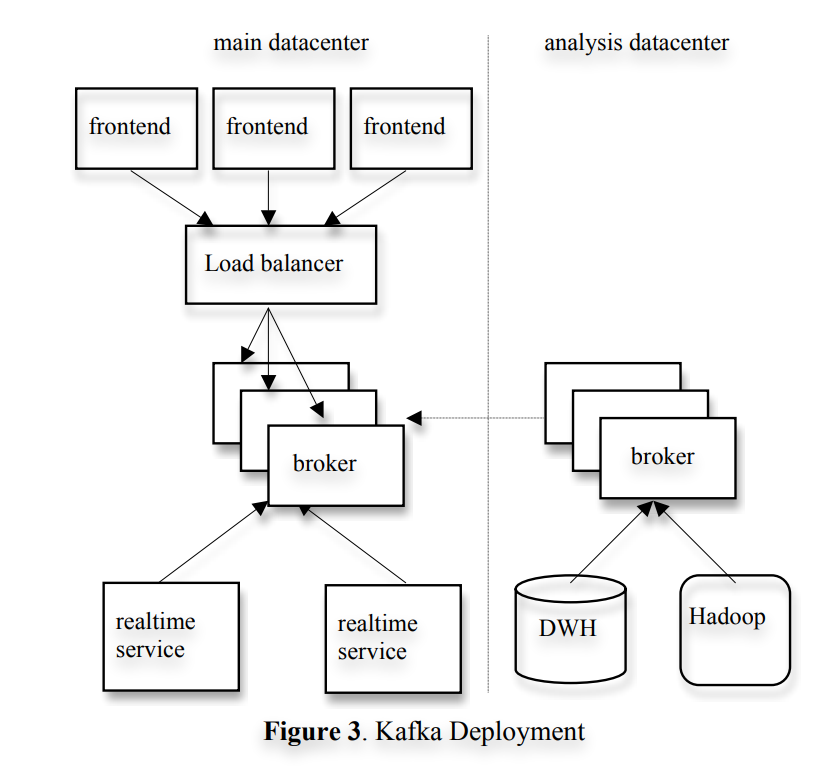 main datacenter
analysis datacenter
frontend
frontend
frontend
Load balancer
broker
broker
realtime
service
realtime
service
DWH
Hadoop
Figure 3. Kafka Deployment